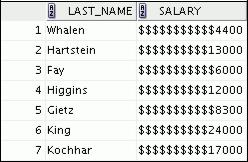 LAST_NAME SALARY
1 Whalen $$$$$$$$$$$4400
2 Hartstein $$$$$$$$$$13000
3 Fay $$$$$$$$$$$6000
4 Higgins $$$$$$$$$$12000
5 Gietz $$$$$$$$$$$8300
6 King $$$$$$$$$$24000
7 Kochhar $$$$$$$$$$17000